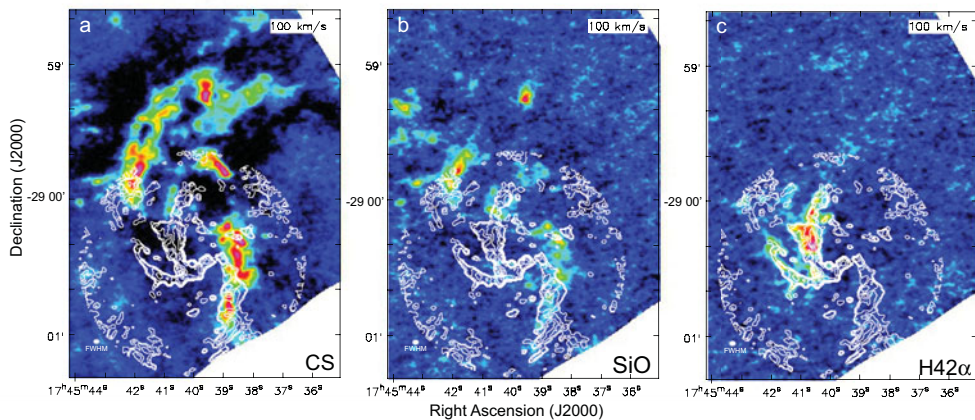 a
100 km/s
59'
-29 00'
01'
FWHM
CS
17ʰ45ᵐ44ˢ 42ˢ 41ˢ 40ˢ 39ˢ 38ˢ 37ˢ 36ˢ
Declination (J2000)
b
100 km/s
59'
-29 00'
01'
FWHM
SiO
17ʰ45ᵐ44ˢ 42ˢ 41ˢ 40ˢ 39ˢ 38ˢ 37ˢ 36ˢ
c
100 km/s
59'
-29 00'
01'
FWHM
H42α
17ʰ45ᵐ44ˢ 42ˢ 41ˢ 40ˢ 39ˢ 38ˢ 37ˢ 36ˢ
Right Ascension (J2000)